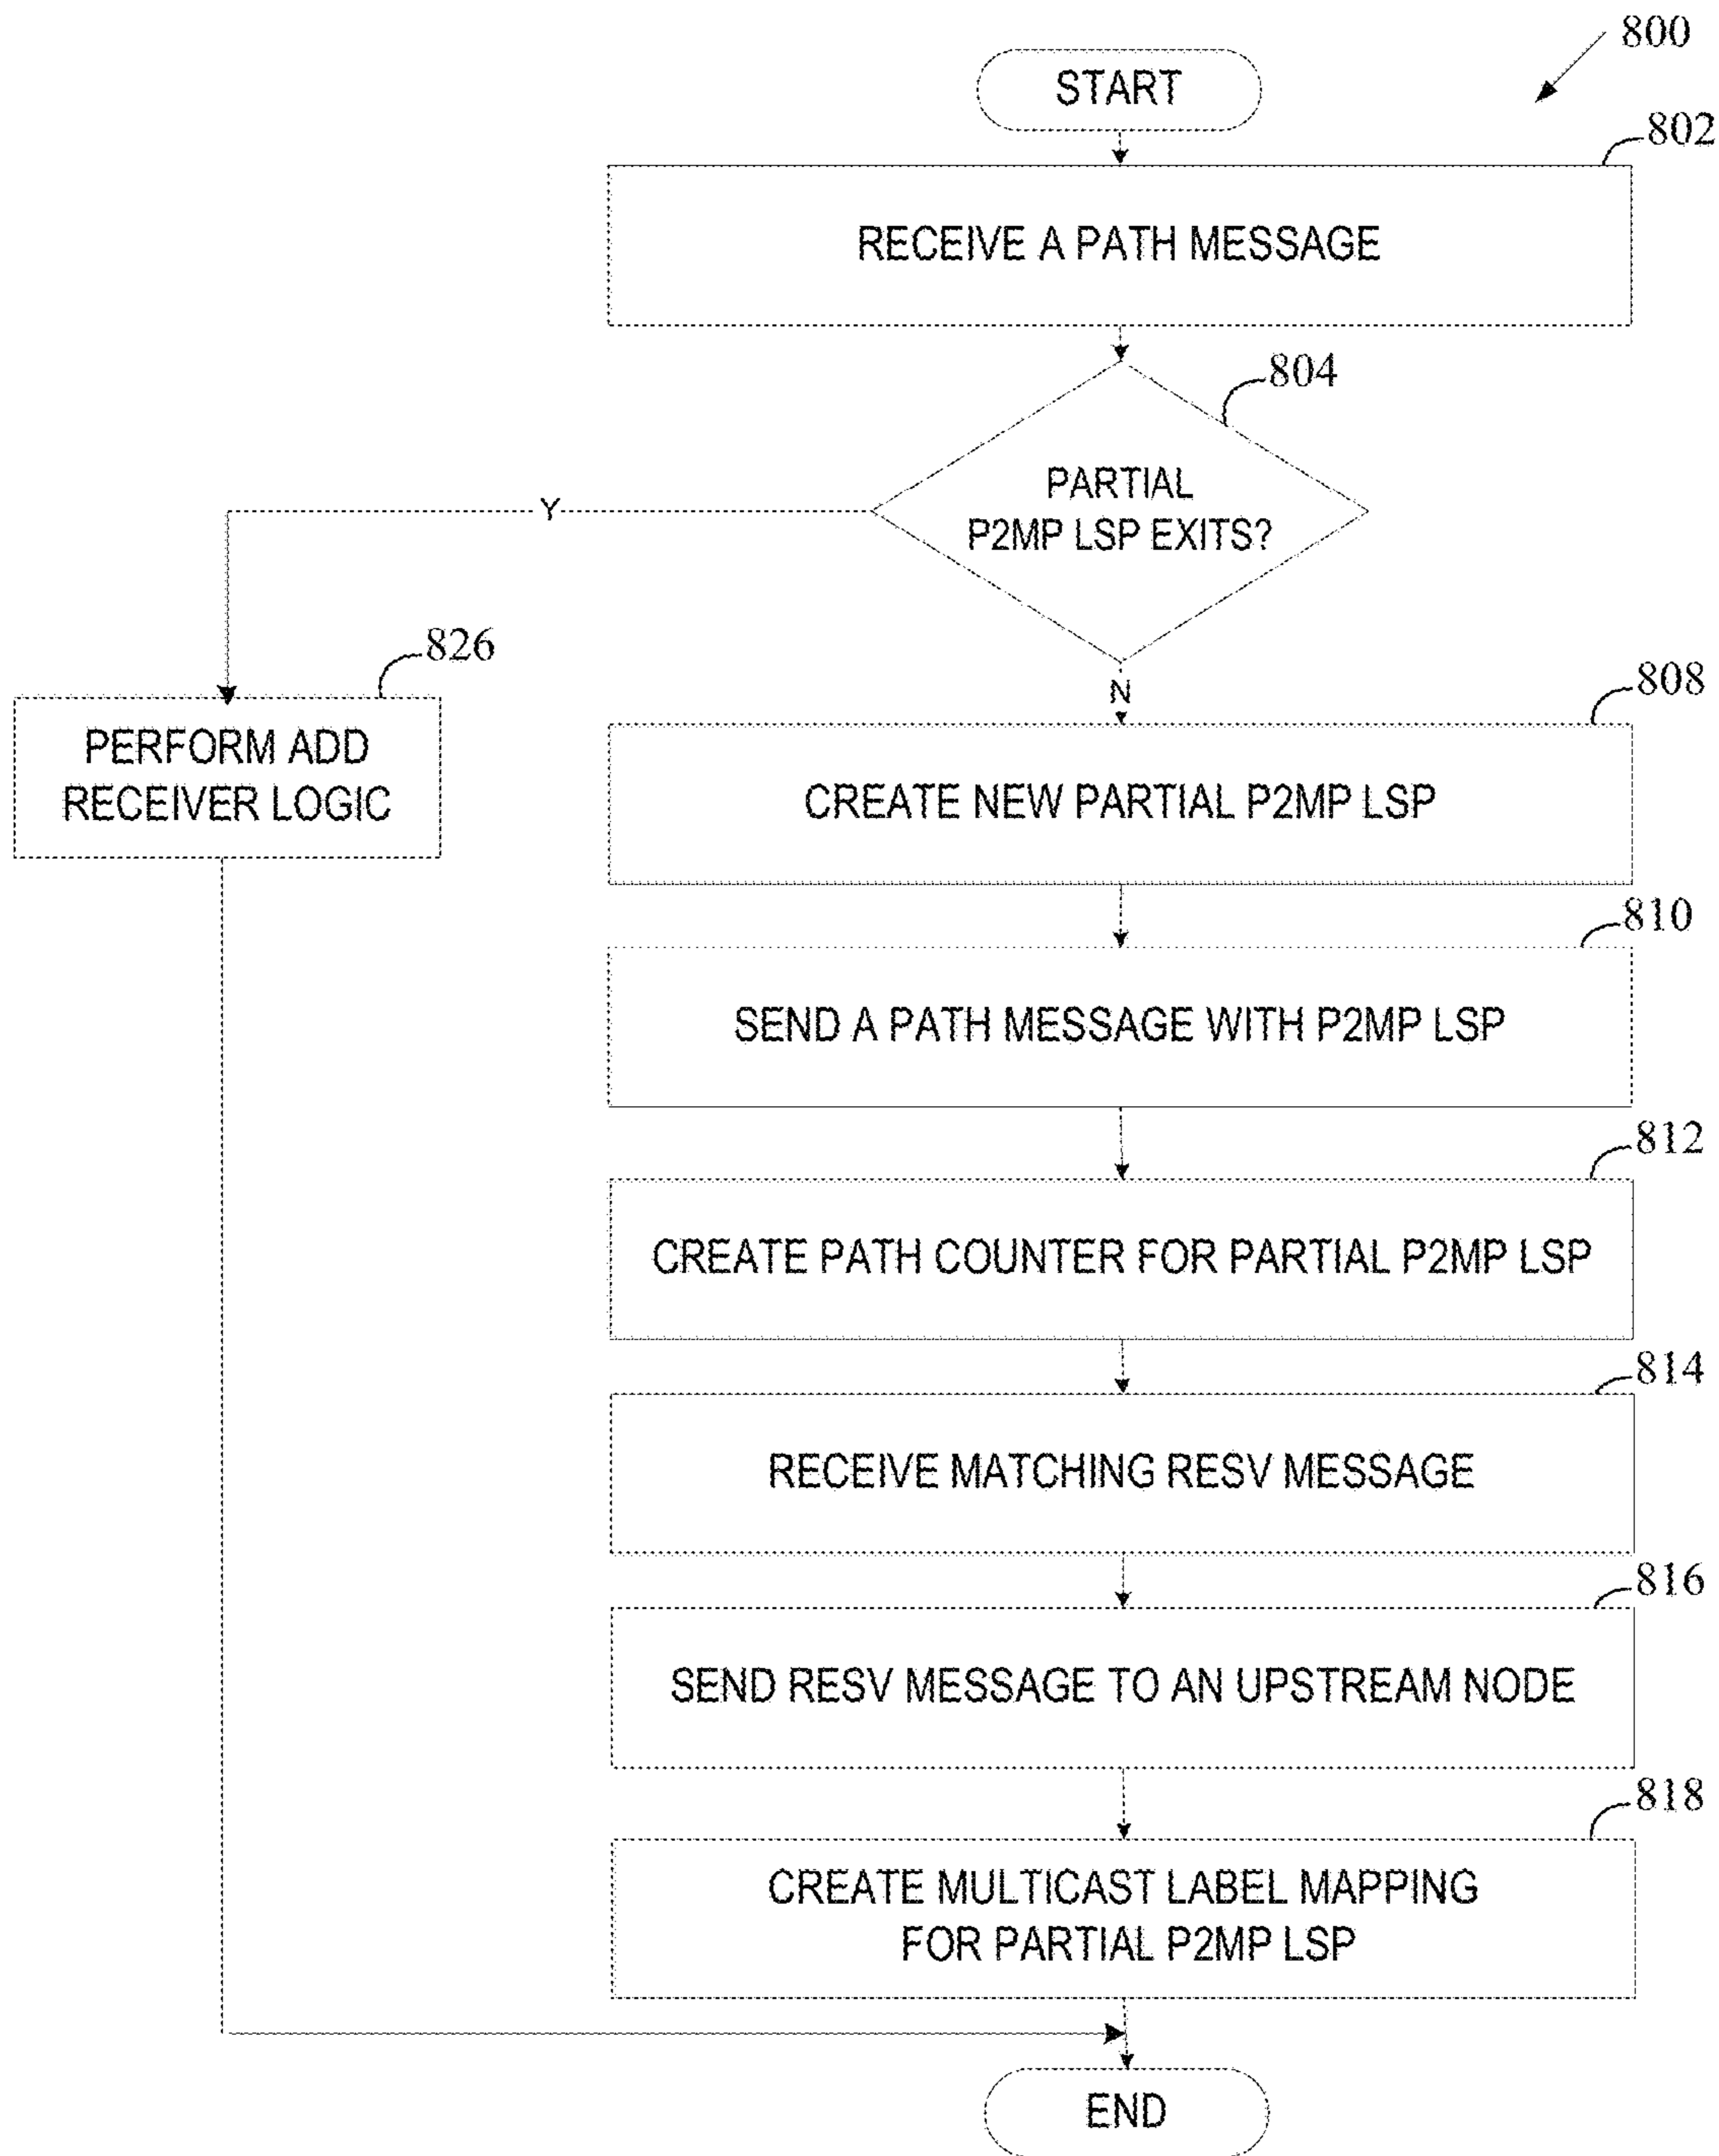 800
START
802
RECEIVE A PATH MESSAGE
804
PARTIAL
P2MP LSP EXITS?
Y
N
826
PERFORM ADD
RECEIVER LOGIC
808
CREATE NEW PARTIAL P2MP LSP
810
SEND A PATH MESSAGE WITH P2MP LSP
812
CREATE PATH COUNTER FOR PARTIAL P2MP LSP
814
RECEIVE MATCHING RESV MESSAGE
816
SEND RESV MESSAGE TO AN UPSTREAM NODE
818
CREATE MULTICAST LABEL MAPPING
FOR PARTIAL P2MP LSP
END